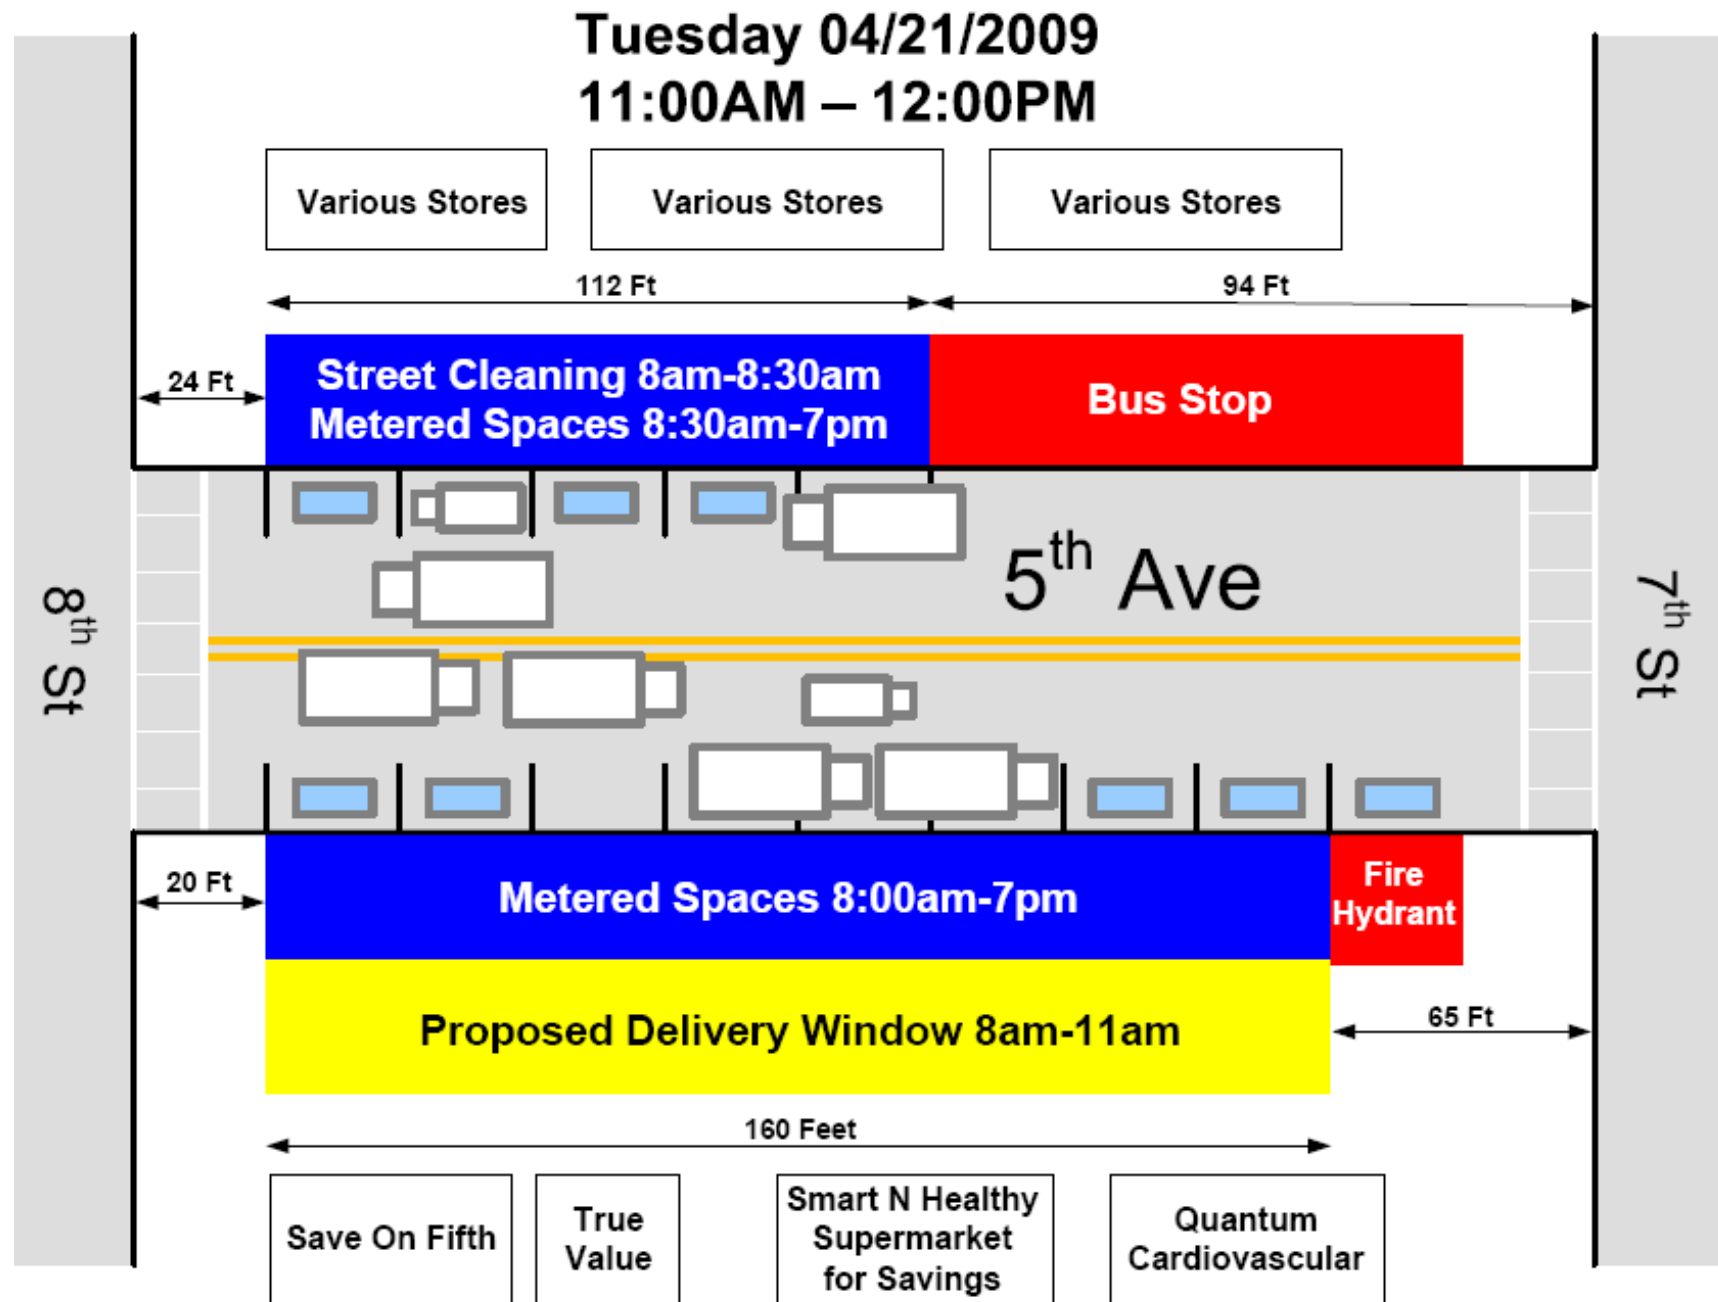 Tuesday 04/21/2009
11:00AM – 12:00PM
Various Stores
Various Stores
Various Stores
112 Ft
94 Ft
24 Ft
Street Cleaning 8am-8:30am
Metered Spaces 8:30am-7pm
Bus Stop
5th Ave
8th St
7th St
20 Ft
Metered Spaces 8:00am-7pm
Fire
Hydrant
Proposed Delivery Window 8am-11am
65 Ft
160 Feet
Save On Fifth
True
Value
Smart N Healthy
Supermarket
for Savings
Quantum
Cardiovascular